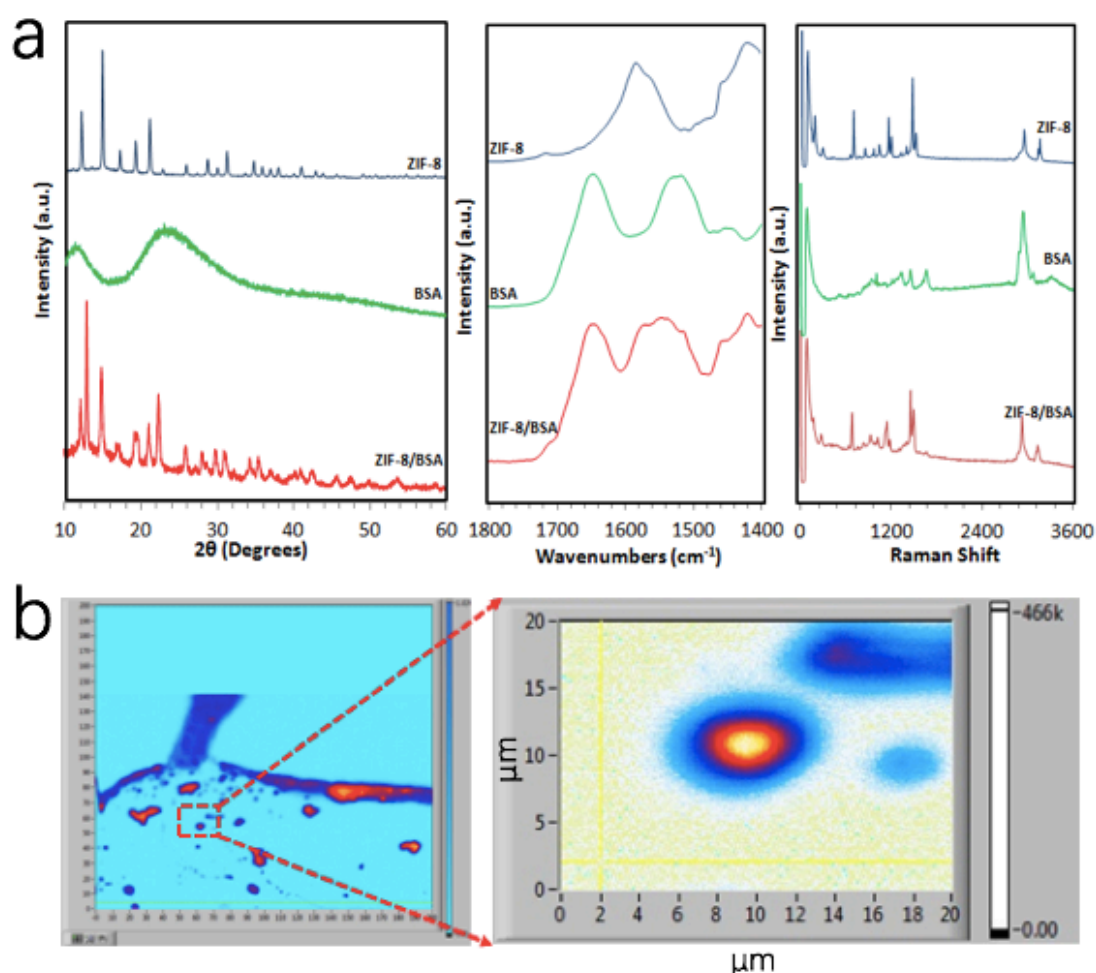 a
Intensity (a.u.)
ZIF-8
BSA
ZIF-8/BSA
10 20 30 40 50 60
2θ (Degrees)
Intensity (a.u.)
ZIF-8
BSA
ZIF-8/BSA
1800 1700 1600 1500 1400
Wavenumbers (cm-1)
Intensity (a.u.)
ZIF-8
BSA
ZIF-8/BSA
0 1200 2400 3600
Raman Shift
b
20
15
10
5
0
µm
0 2 4 6 8 10 12 14 16 18 20
µm
466k
0.00